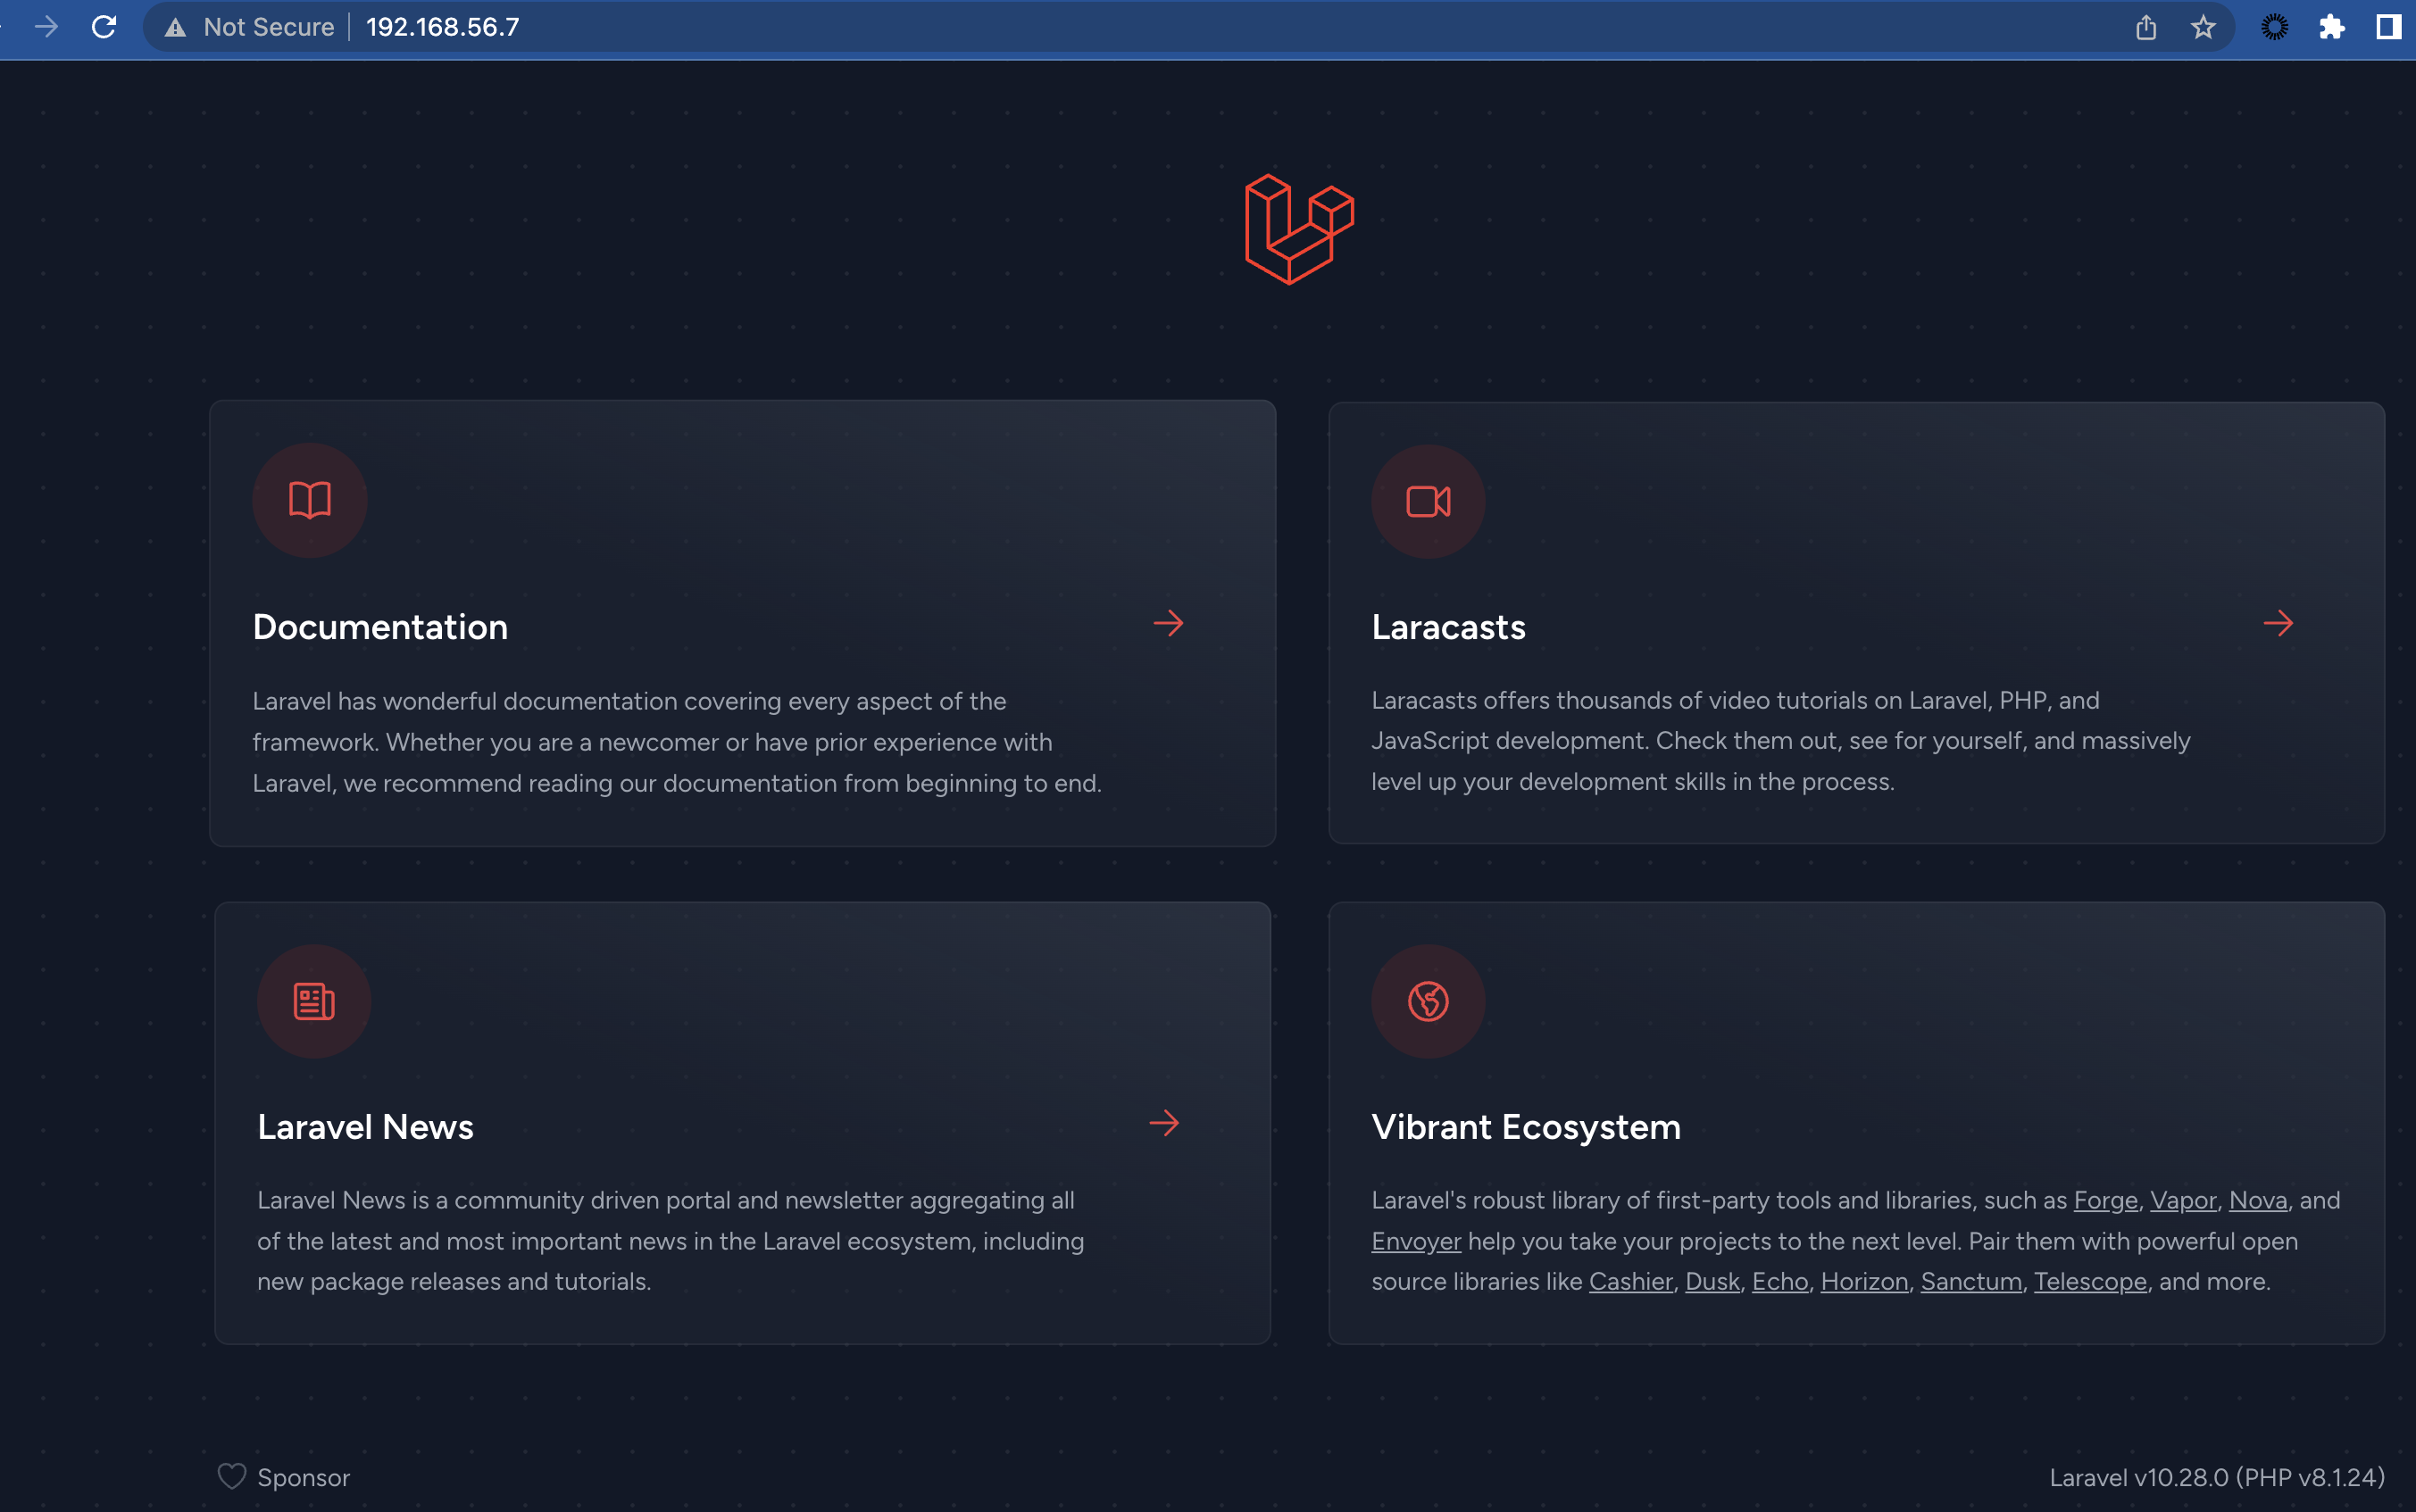 Not Secure 192.168.56.7
Documentation
Laravel has wonderful documentation covering every aspect of the
framework. Whether you are a newcomer or have prior experience with
Laravel, we recommend reading our documentation from beginning to end.
Laracasts
Laracasts offers thousands of video tutorials on Laravel, PHP, and
JavaScript development. Check them out, see for yourself, and massively
level up your development skills in the process.
Laravel News
Laravel News is a community driven portal and newsletter aggregating all
of the latest and most important news in the Laravel ecosystem, including
new package releases and tutorials.
Vibrant Ecosystem
Laravel's robust library of first-party tools and libraries, such as Forge, Vapor, Nova, and
Envoyer help you take your projects to the next level. Pair them with powerful open
source libraries like Cashier, Dusk, Echo, Horizon, Sanctum, Telescope, and more.
Sponsor
Laravel v10.28.0 (PHP v8.1.24)